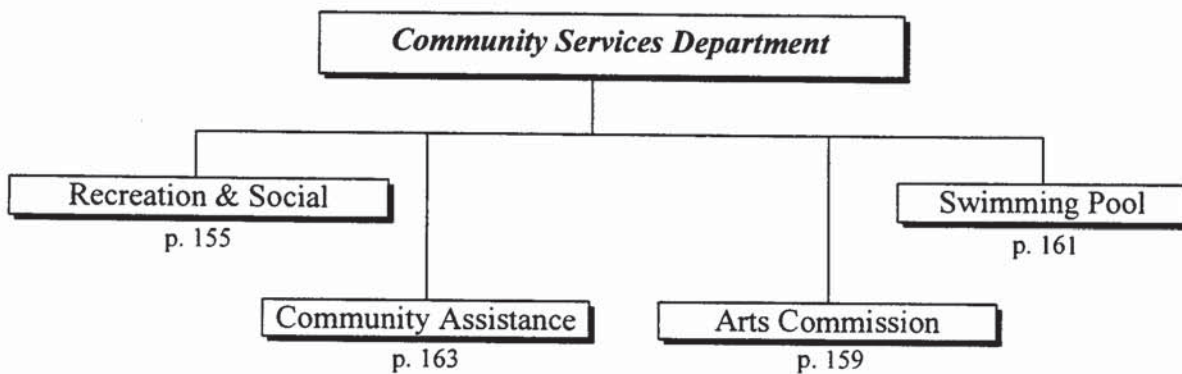 Community Services Department
Recreation & Social
p. 155
Swimming Pool
p. 161
Community Assistance
p. 163
Arts Commission
p. 159